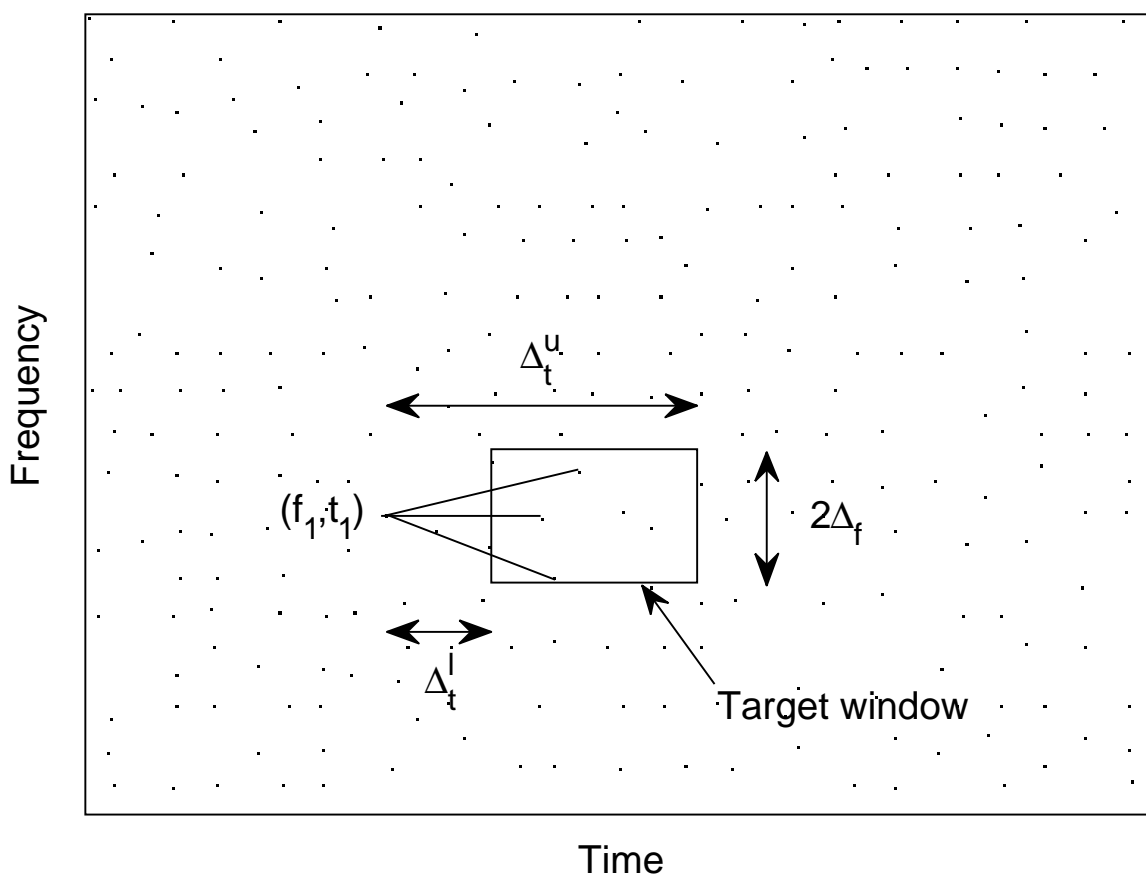 Frequency
Δ_t^u
(f_1,t_1)
2Δ_f
Δ_t^l
Target window
Time